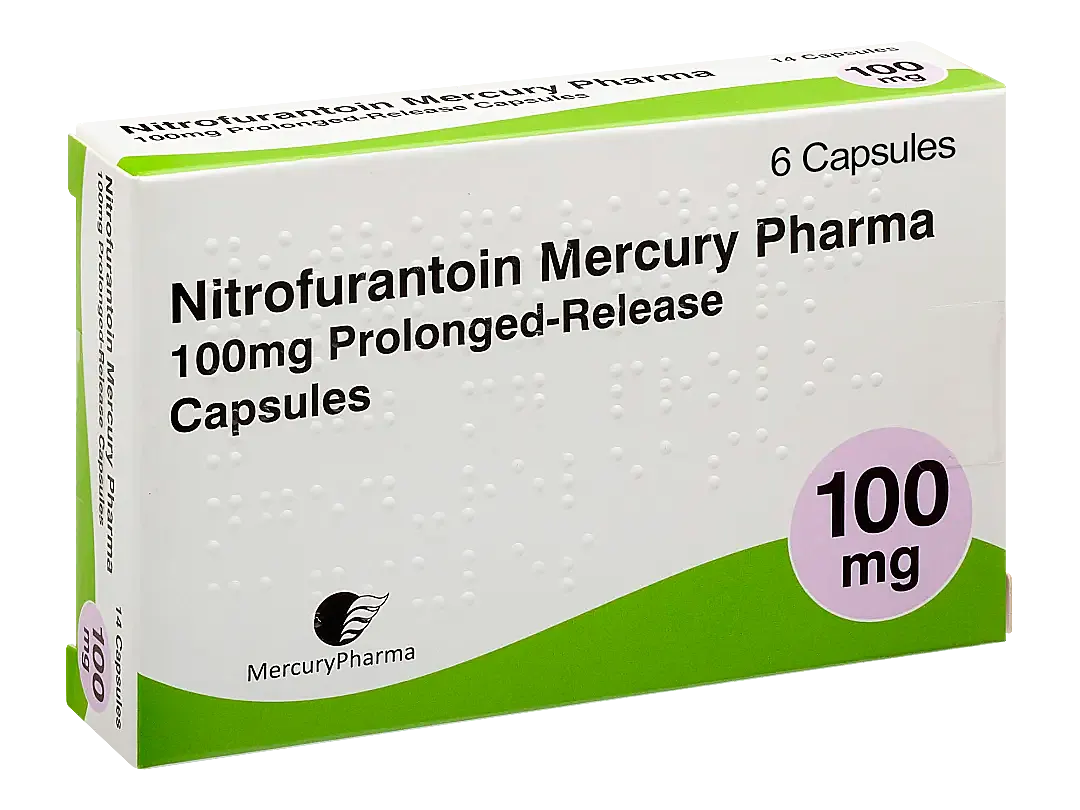 Nitrofurantoin Mercury Pharma
100mg Prolonged-Release Capsules
14 Capsules
100
mg
6 Capsules
Nitrofurantoin Mercury Pharma
100mg Prolonged-Release
Capsules
100
mg
MercuryPharma
Nitrofurantoin Mercury Pharma
100mg Prolonged-Release Capsules
14 Capsules
100
mg